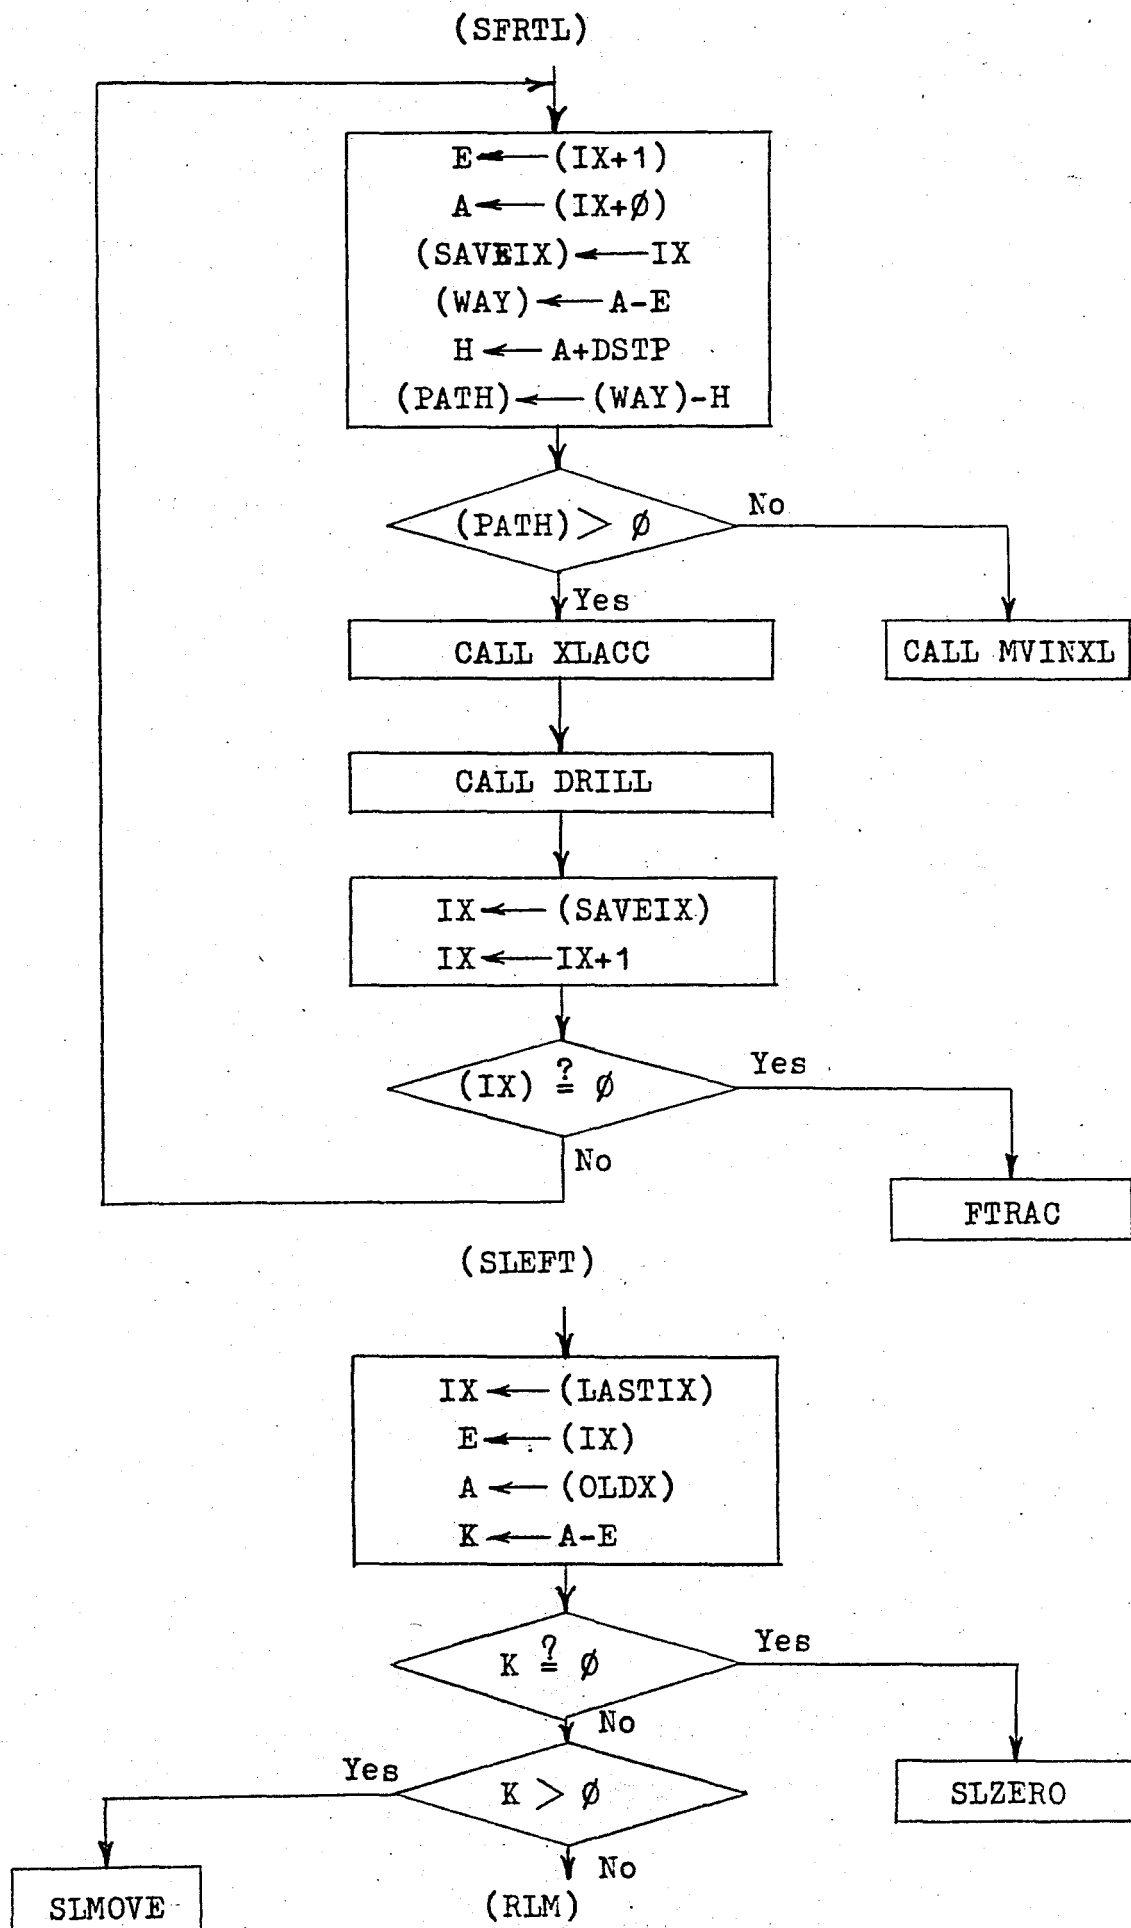 (SFRTL)
E ← (IX+1)
A ← (IX+Ø)
(SAVEIX) ← IX
(WAY) ← A-E
H ← A+DSTP
(PATH) ← (WAY)-H
(PATH) > Ø
No
Yes
CALL XLACC
CALL MVINXL
CALL DRILL
IX ← (SAVEIX)
IX ← IX+1
(IX) ≟ Ø
Yes
No
FTRAC
(SLEFT)
IX ← (LASTIX)
E ← (IX)
A ← (OLDX)
K ← A-E
K ≟ Ø
Yes
No
Yes
K > Ø
SLZERO
No
SLMOVE
(RLM)